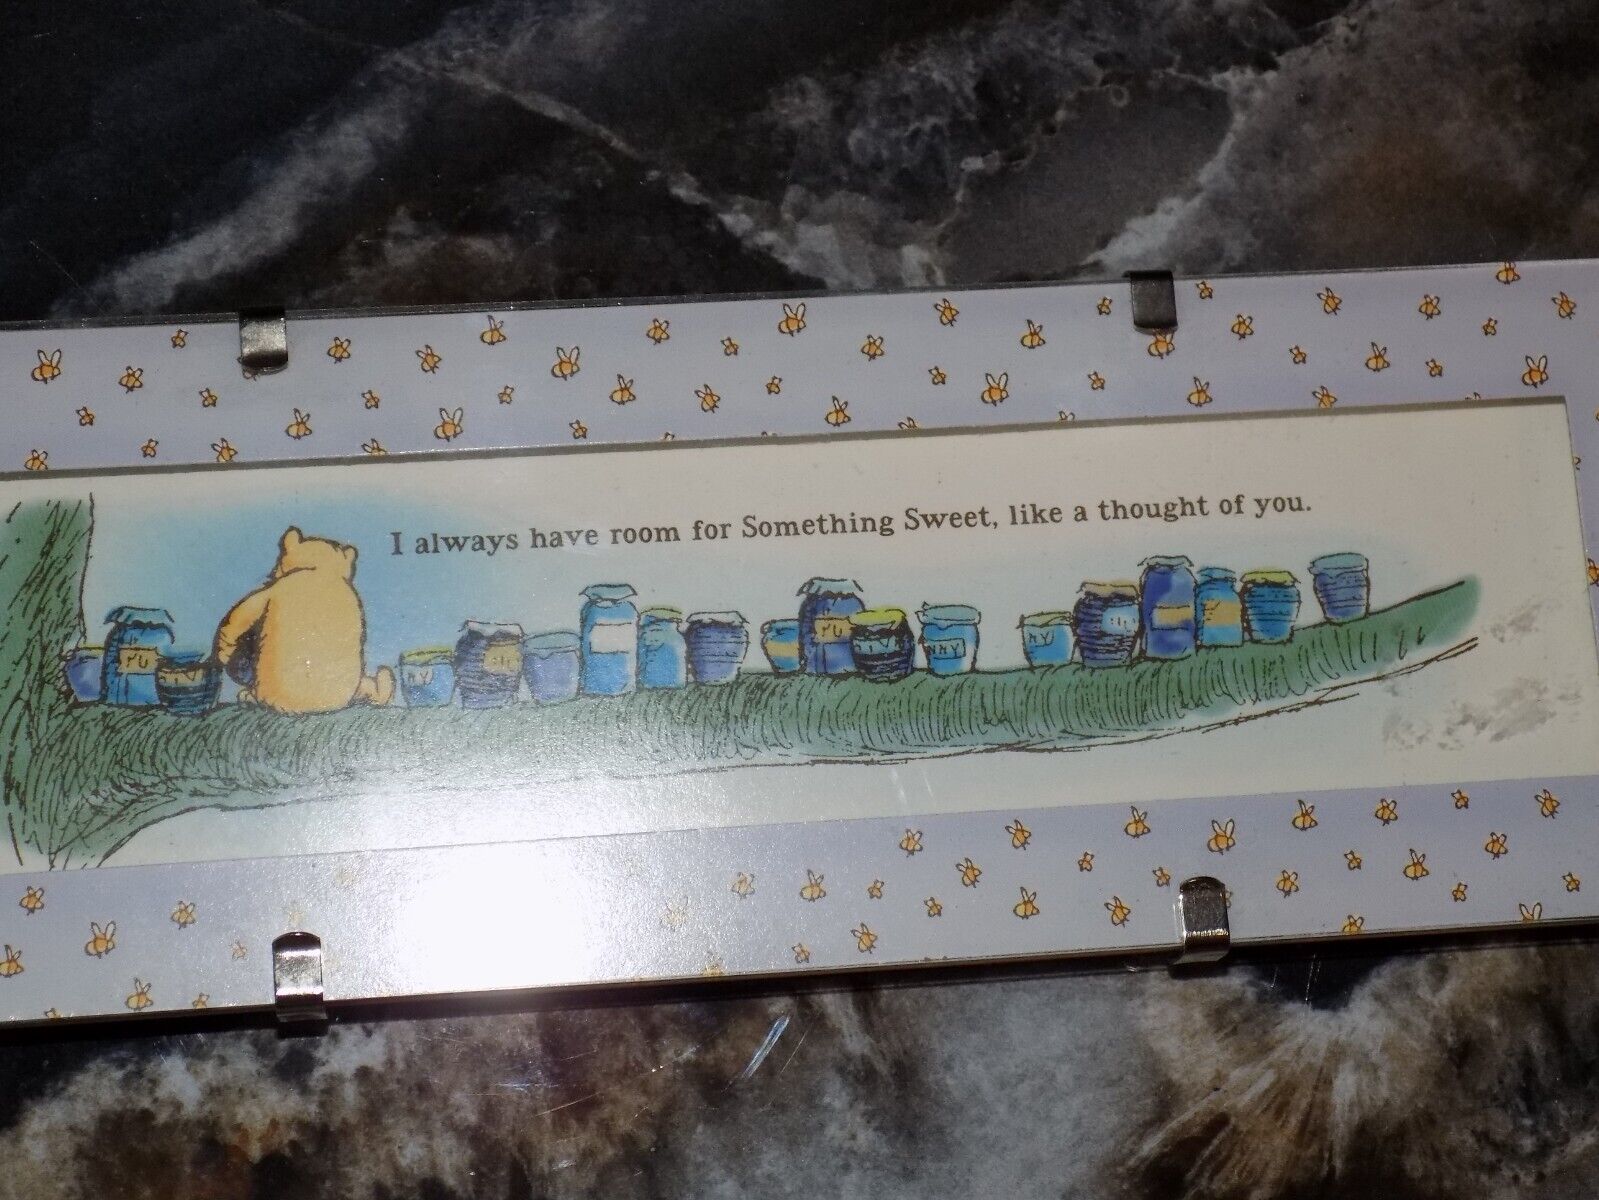 I always have room for Something Sweet, like a thought of you.